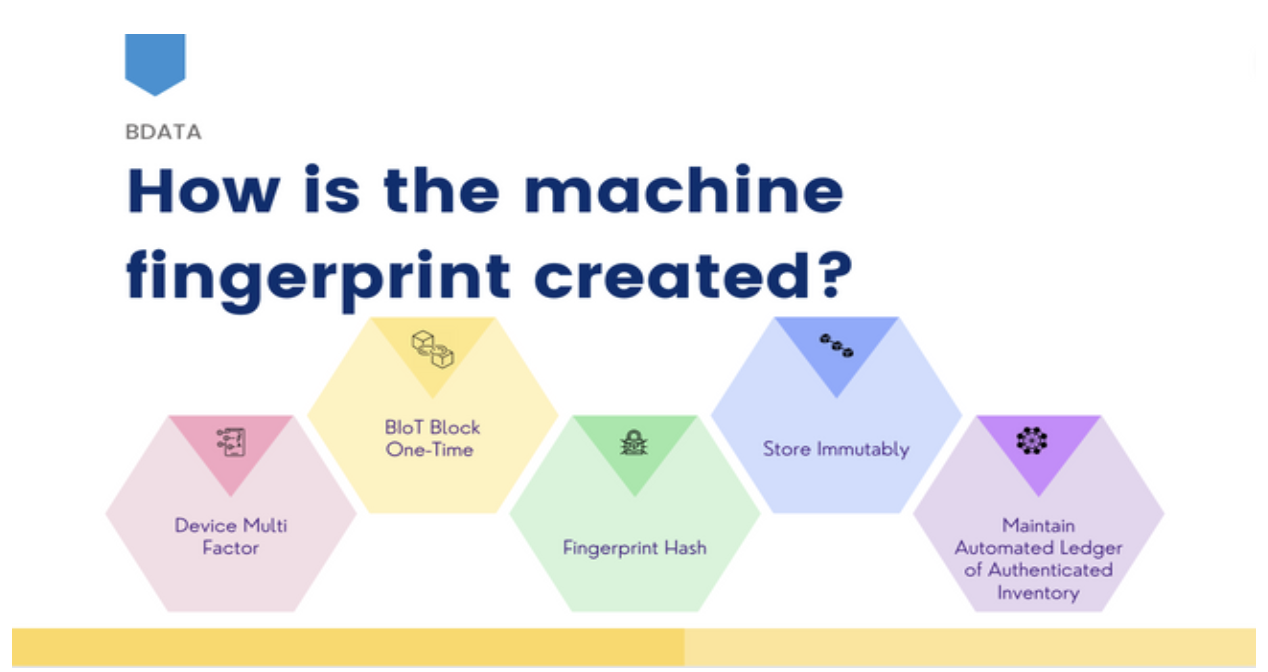 BDATA
How is the machine
fingerprint created?
Device Multi
Factor
BIoT Block
One-Time
Fingerprint Hash
Store Immutably
Maintain
Automated Ledger
of Authenticated
Inventory